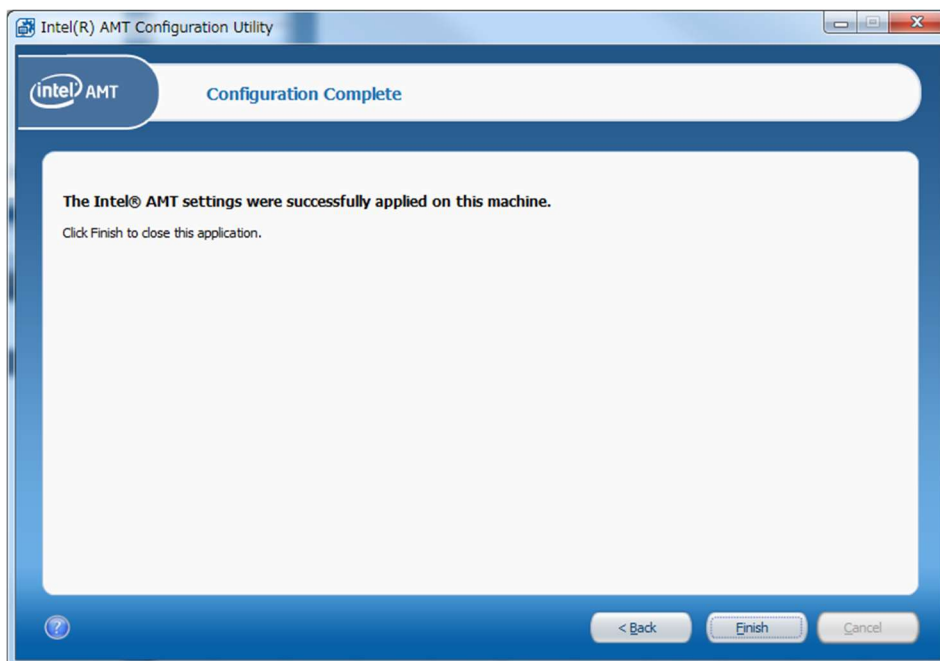 Intel(R) AMT Configuration Utility
intel AMT
Configuration Complete
The Intel® AMT settings were successfully applied on this machine.
Click Finish to close this application.
?
< Back
Finish
Cancel